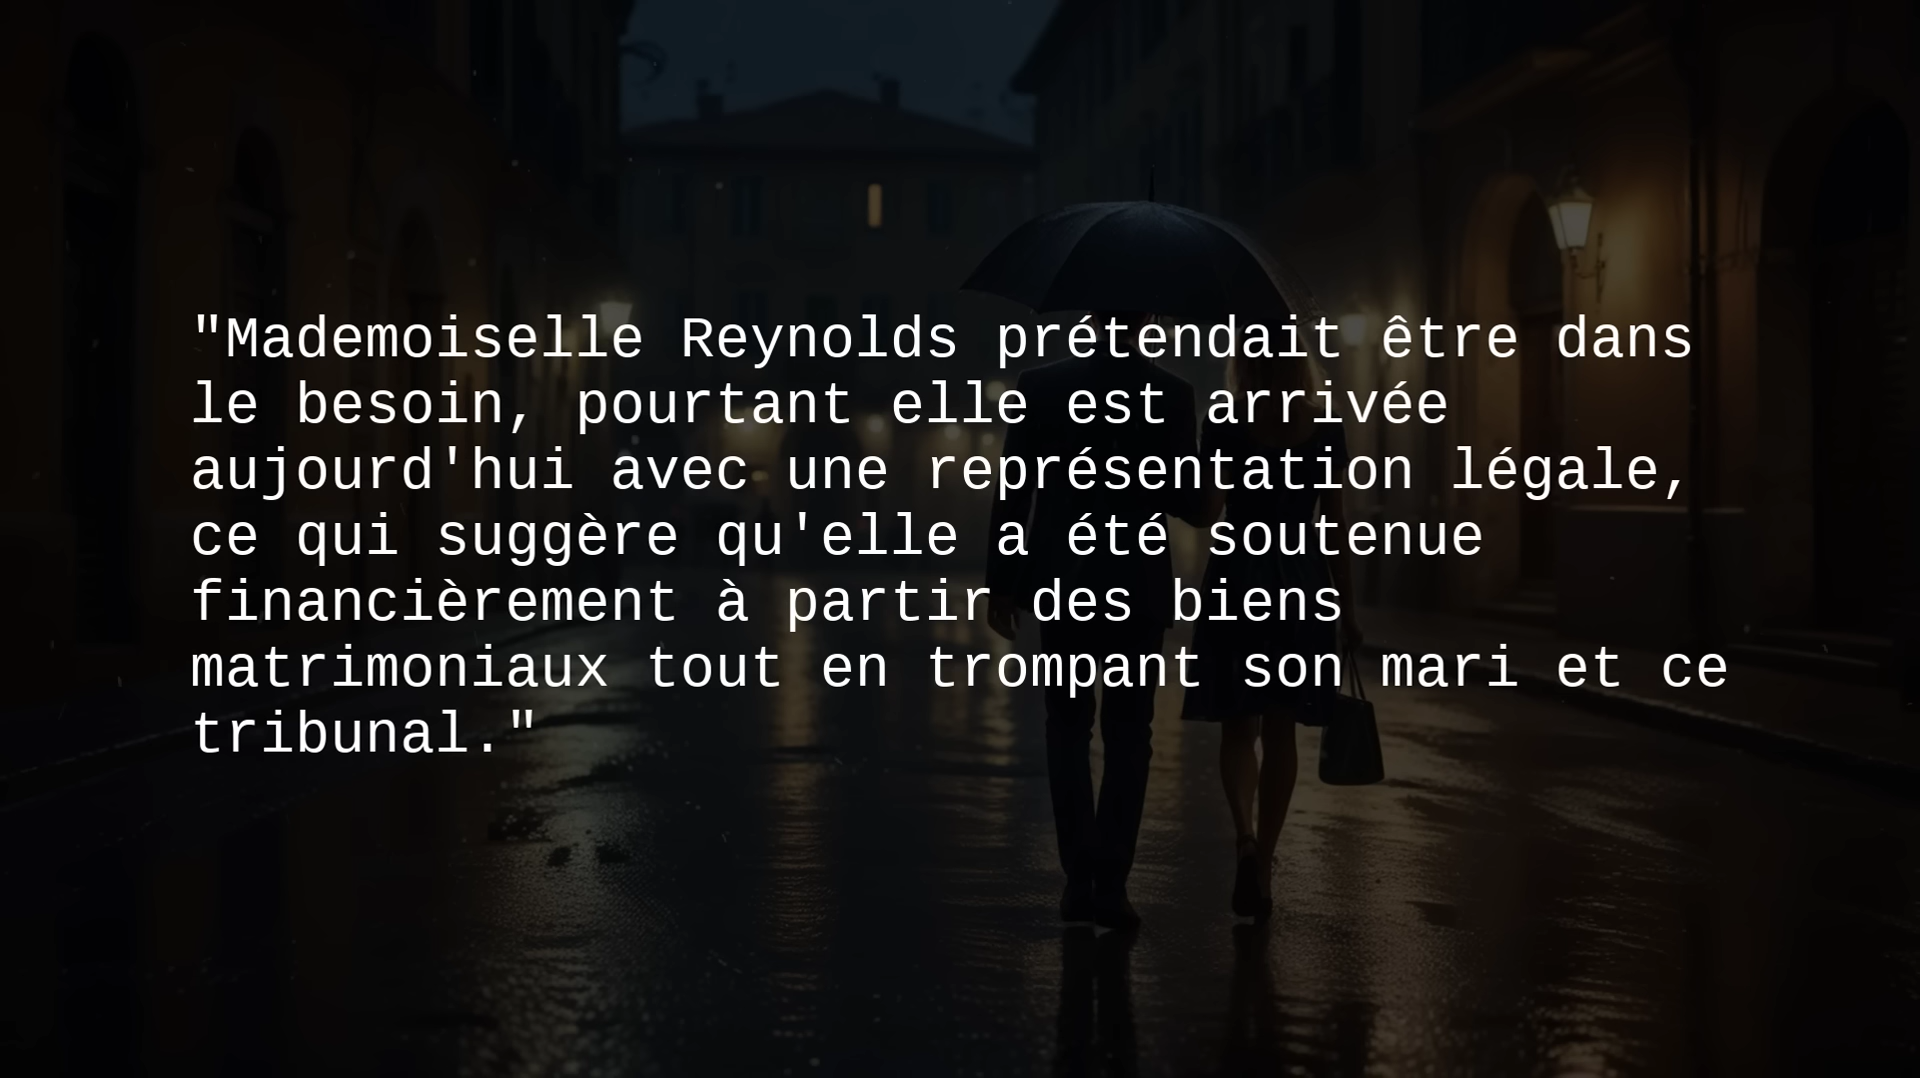 "Mademoiselle Reynolds prétendait être dans
le besoin, pourtant elle est arrivée
aujourd'hui avec une représentation légale,
ce qui suggère qu'elle a été soutenue
financièrement à partir des biens
matrimoniaux tout en trompant son mari et ce
tribunal."